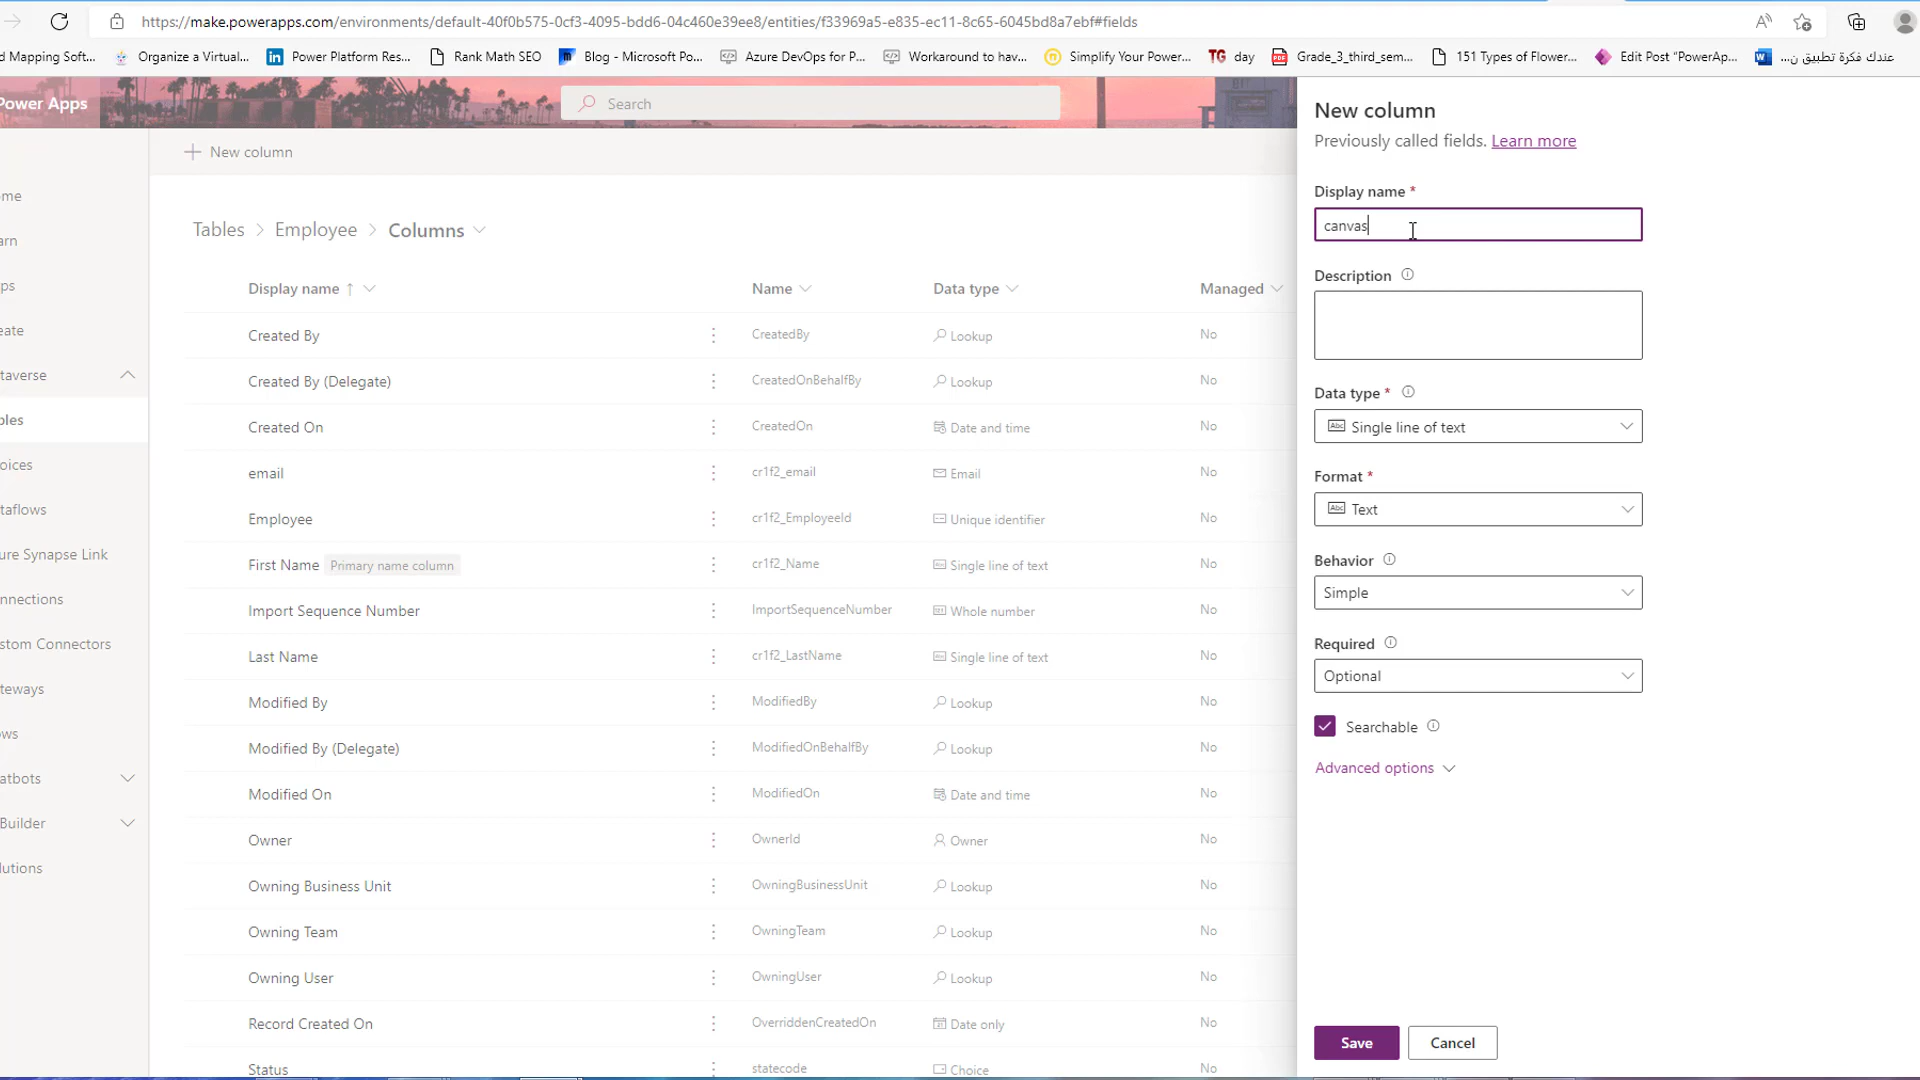 https://make.powerapps.com/environments/default-40f0b575-0cf3-4095-bdd6-04c460e39ee8/entities/f33969a5-e835-ec11-8c65-6045bd8a7ebf#fields
d Mapping Soft... Organize a Virtual... Power Platform Res... Rank Math SEO Blog - Microsoft Po... Azure DevOps for P... Workaround to hav... Simplify Your Power... TG day Grade_3_third_sem... 151 Types of Flower... Edit Post "PowerAp... عندك فكرة تطبيق ن...
Power Apps
Search
New column
ome
arn
ps
eate
taverse
bles
oices
taflows
ure Synapse Link
nnections
stom Connectors
teways
ows
atbots
Builder
lutions
Tables > Employee > Columns
Display name ↑ Name Data type Managed
Created By CreatedBy Lookup No
Created By (Delegate) CreatedOnBehalfBy Lookup No
Created On CreatedOn Date and time No
email cr1f2_email Email No
Employee cr1f2_EmployeeId Unique identifier No
First Name Primary name column cr1f2_Name Abc Single line of text No
Import Sequence Number ImportSequenceNumber Whole number No
Last Name cr1f2_LastName Abc Single line of text No
Modified By ModifiedBy Lookup No
Modified By (Delegate) ModifiedOnBehalfBy Lookup No
Modified On ModifiedOn Date and time No
Owner OwnerId Owner No
Owning Business Unit OwningBusinessUnit Lookup No
Owning Team OwningTeam Lookup No
Owning User OwningUser Lookup No
Record Created On OverriddenCreatedOn Date only No
Status statecode Choice No
New column
Previously called fields. Learn more
Display name *
canvas
Description
Data type *
Abc Single line of text
Format *
Abc Text
Behavior
Simple
Required
Optional
Searchable
Advanced options
Save Cancel